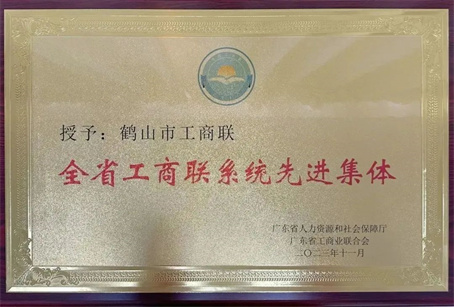 授予：鹤山市工商联
全省工商联系统先进集体
广东省人力资源和社会保障厅
广东省工商业联合会
二〇二三年十一月